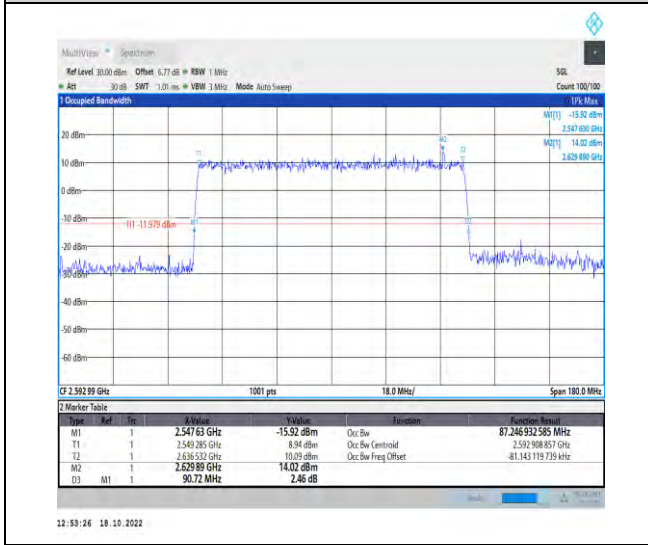 MultiView Spectrum
Ref Level 30.00 dBm Offset 6.77 dB RBW 1 MHz SGL
Att 30 dB SWT 1.01 ms VBW 3 MHz Mode Auto Sweep Count 100/100
1 Occupied Bandwidth 1Pk Max
M1[1] -15.92 dBm
2.547 630 GHz
M2[1] 14.02 dBm
2.629 890 GHz
20 dBm
M2
T1
T2
10 dBm
0 dBm
-10 dBm
H1 -11.979 dBm
M1
D3
-20 dBm
-30 dBm
-40 dBm
-50 dBm
-60 dBm
CF 2.592 99 GHz 1001 pts 18.0 MHz/ Span 180.0 MHz
2 Marker Table
Type Ref Trc X-Value Y-Value Function Function Result
M1 1 2.547 63 GHz -15.92 dBm Occ Bw 87.246 932 585 MHz
T1 1 2.549 285 GHz 8.94 dBm Occ Bw Centroid 2.592 908 857 GHz
T2 1 2.636 532 GHz 10.09 dBm Occ Bw Freq Offset -81.143 119 739 kHz
M2 1 2.629 89 GHz 14.02 dBm
D3 M1 1 90.72 MHz 2.46 dB
12:53:26 18.10.2022